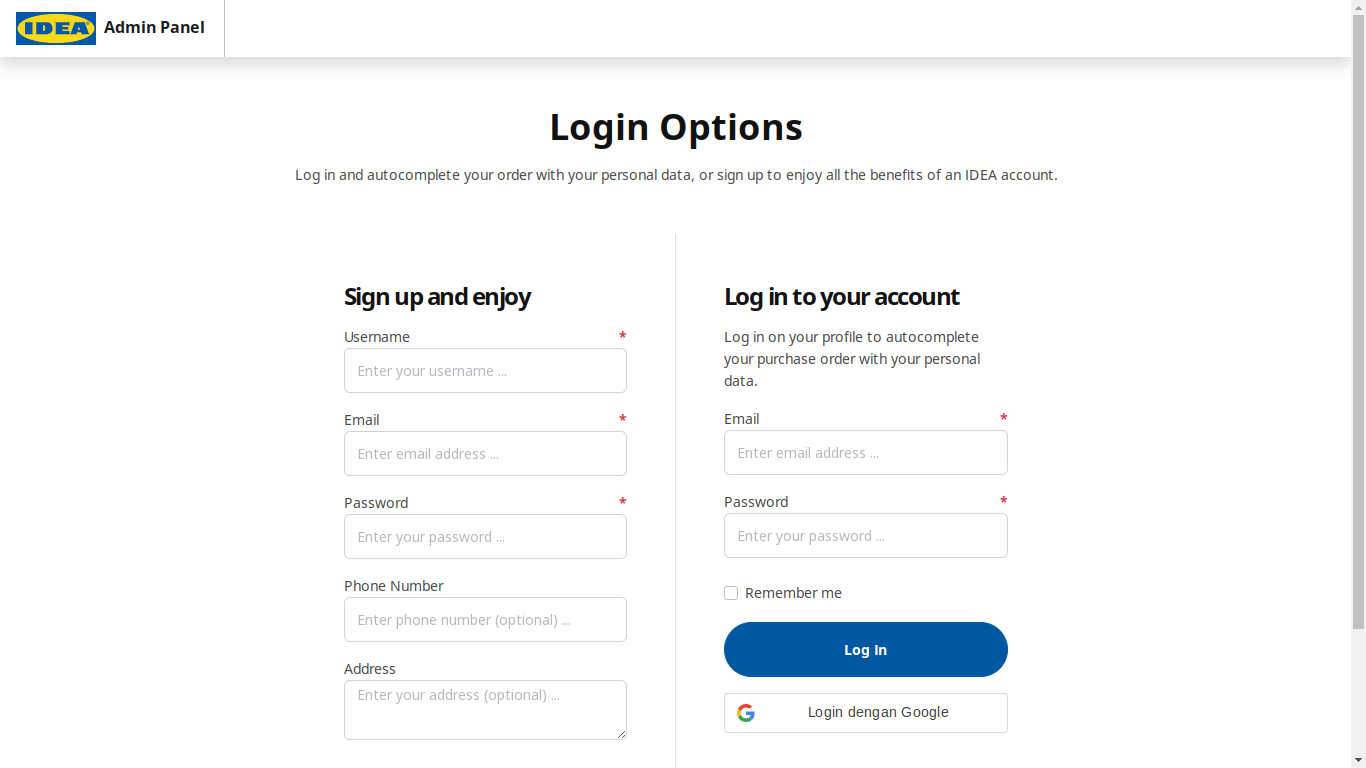 IDEA Admin Panel
Login Options
Log in and autocomplete your order with your personal data, or sign up to enjoy all the benefits of an IDEA account.
Sign up and enjoy
Username *
Enter your username ...
Email *
Enter email address ...
Password *
Enter your password ...
Phone Number
Enter phone number (optional) ...
Address
Enter your address (optional) ...
Log in to your account
Log in on your profile to autocomplete
your purchase order with your personal
data.
Email *
Enter email address ...
Password *
Enter your password ...
Remember me
Log In
Login dengan Google